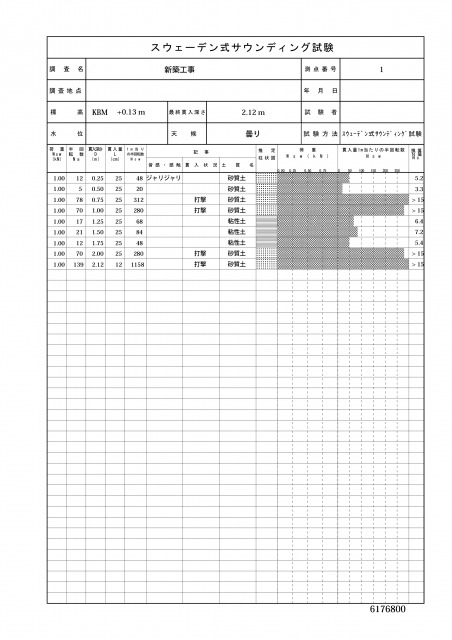 スウェーデン式サウンディング試験
調査名 新築工事 測点番号 1
調査地点 年月日
標高 KBM +0.13 m 最終貫入深さ 2.12 m 試験者
水位 天候 曇り 試験方法 スウェーデン式サウンディング試験
荷重 Wsw (kN) 半回転数 Na 貫入深さ D (m) 貫入量 L (cm) 1m当りの半回転数 Nsw 記事 推定柱状図 荷重 Wsw (kN) 貫入量1m当たりの半回転数 Nsw
音感・感触 貫入状況 土質名
1.00 12 0.25 25 48 ジャリジャリ 砂質土 5.2
1.00 5 0.50 25 20 砂質土 3.3
1.00 78 0.75 25 312 打撃 砂質土 >15
1.00 70 1.00 25 280 打撃 砂質土 >15
1.00 17 1.25 25 68 粘性土 6.4
1.00 21 1.50 25 84 粘性土 7.2
1.00 12 1.75 25 48 粘性土 5.4
1.00 70 2.00 25 280 打撃 砂質土 >15
1.00 139 2.12 12 1158 打撃 砂質土 >15
6176800